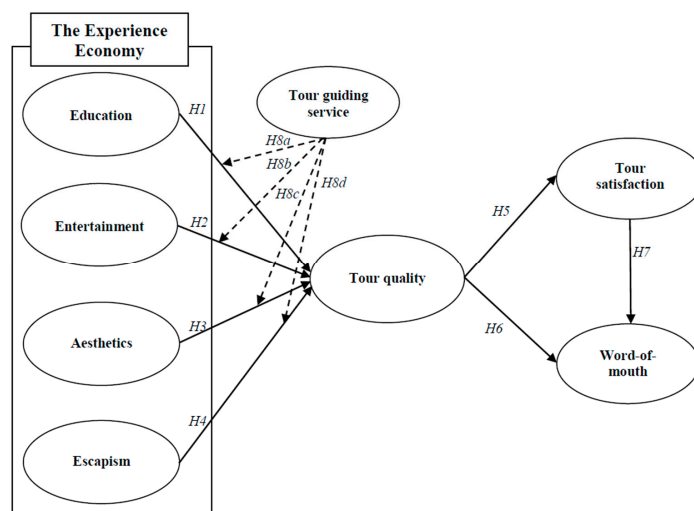 The Experience
Economy
Education
H1
Tour guiding
service
H8a
H8b
H8c
H8d
Entertainment
H2
Tour quality
H5
Tour
satisfaction
H7
Aesthetics
H3
H6
Word-of-
mouth
H4
Escapism